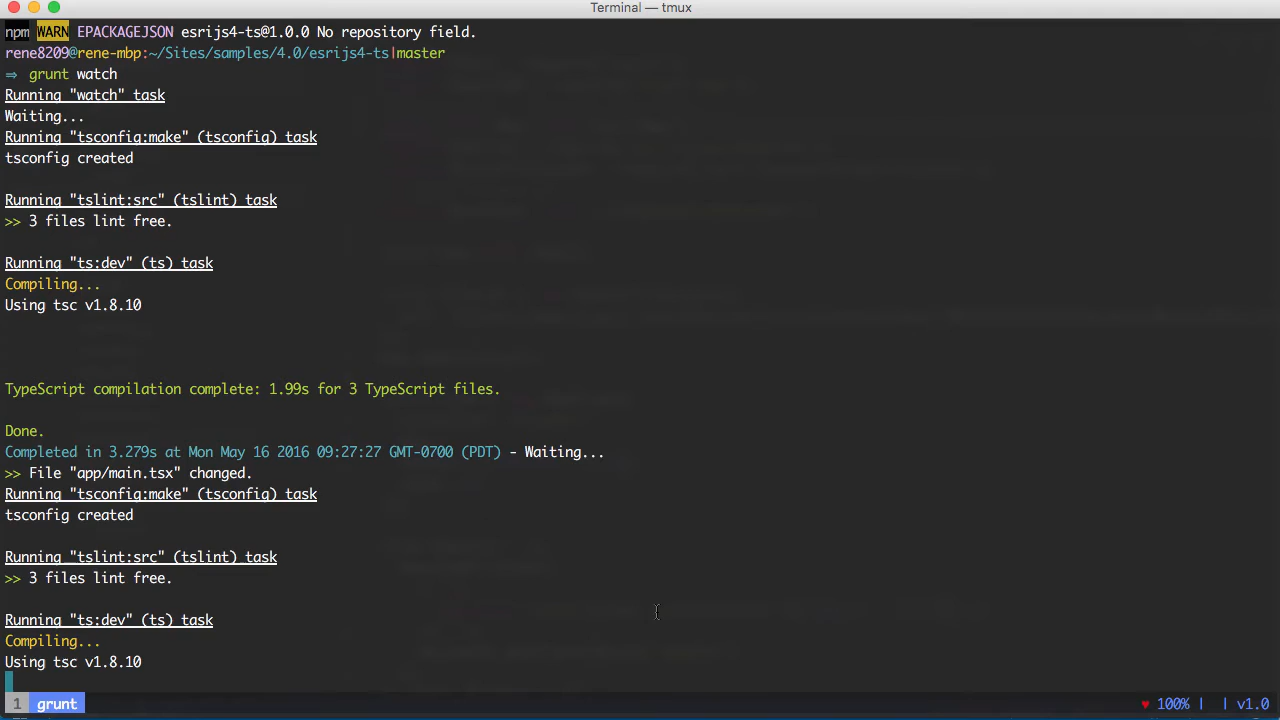 Terminal — tmux
npm WARN EPACKAGEJSON esrijs4-ts@1.0.0 No repository field.
rene8209@rene-mbp:~/Sites/samples/4.0/esrijs4-ts|master
⇒ grunt watch
Running "watch" task
Waiting...
Running "tsconfig:make" (tsconfig) task
tsconfig created
Running "tslint:src" (tslint) task
>> 3 files lint free.
Running "ts:dev" (ts) task
Compiling...
Using tsc v1.8.10
TypeScript compilation complete: 1.99s for 3 TypeScript files.
Done.
Completed in 3.279s at Mon May 16 2016 09:27:27 GMT-0700 (PDT) - Waiting...
>> File "app/main.tsx" changed.
Running "tsconfig:make" (tsconfig) task
tsconfig created
Running "tslint:src" (tslint) task
>> 3 files lint free.
Running "ts:dev" (ts) task
Compiling...
Using tsc v1.8.10
1 grunt ♥ 100% | | v1.0